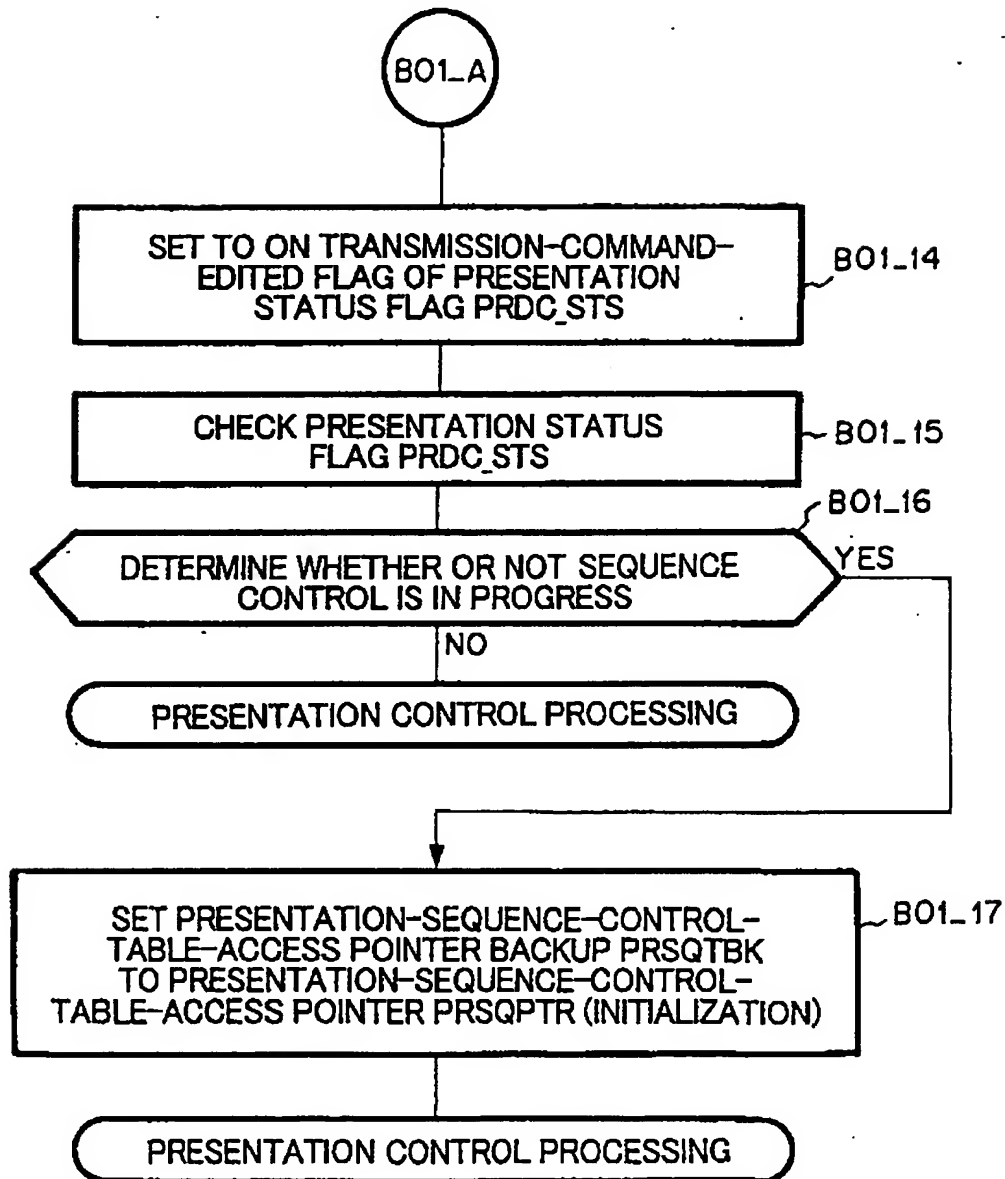 B01_A
SET TO ON TRANSMISSION-COMMAND-
EDITED FLAG OF PRESENTATION
STATUS FLAG PRDC_STS
B01_14
CHECK PRESENTATION STATUS
FLAG PRDC_STS
B01_15
B01_16
DETERMINE WHETHER OR NOT SEQUENCE
CONTROL IS IN PROGRESS
YES
NO
PRESENTATION CONTROL PROCESSING
SET PRESENTATION-SEQUENCE-CONTROL-
TABLE-ACCESS POINTER BACKUP PRSQTBK
TO PRESENTATION-SEQUENCE-CONTROL-
TABLE-ACCESS POINTER PRSQPTR (INITIALIZATION)
B01_17
PRESENTATION CONTROL PROCESSING